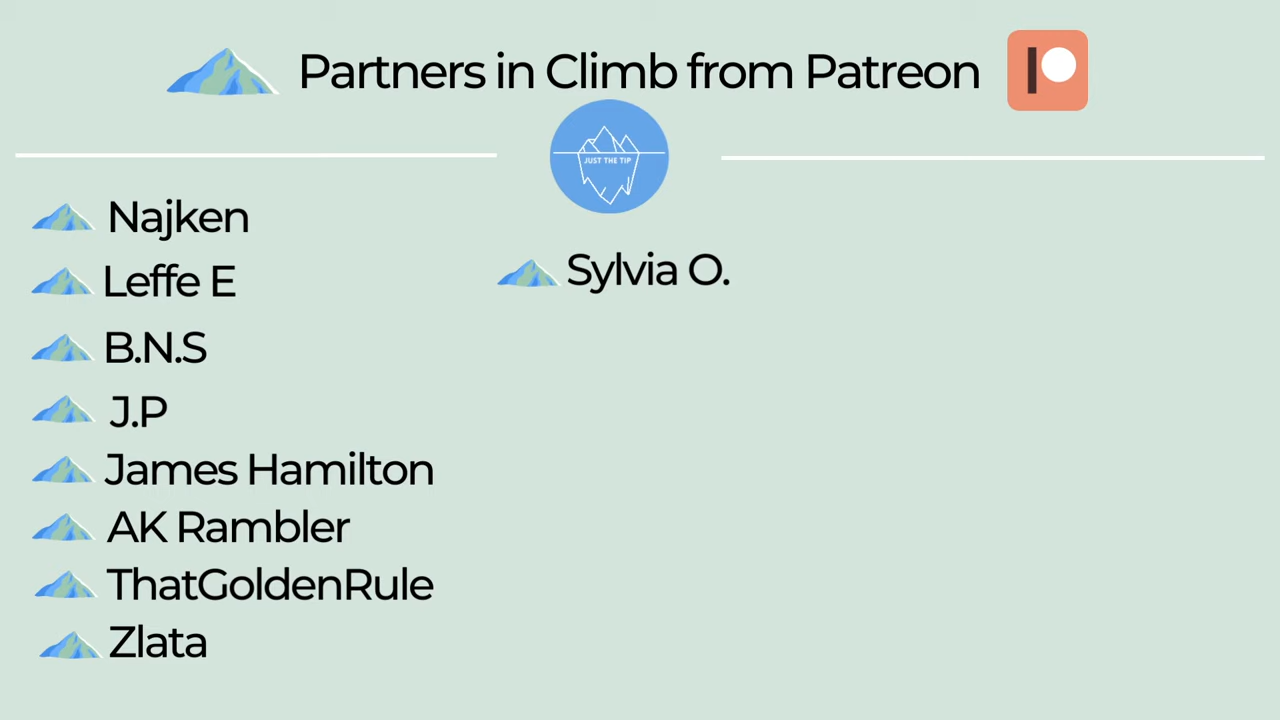 Partners in Climb from Patreon
JUST THE TIP
Najken
Leffe E
B.N.S
J.P
James Hamilton
AK Rambler
ThatGoldenRule
Zlata
Sylvia O.